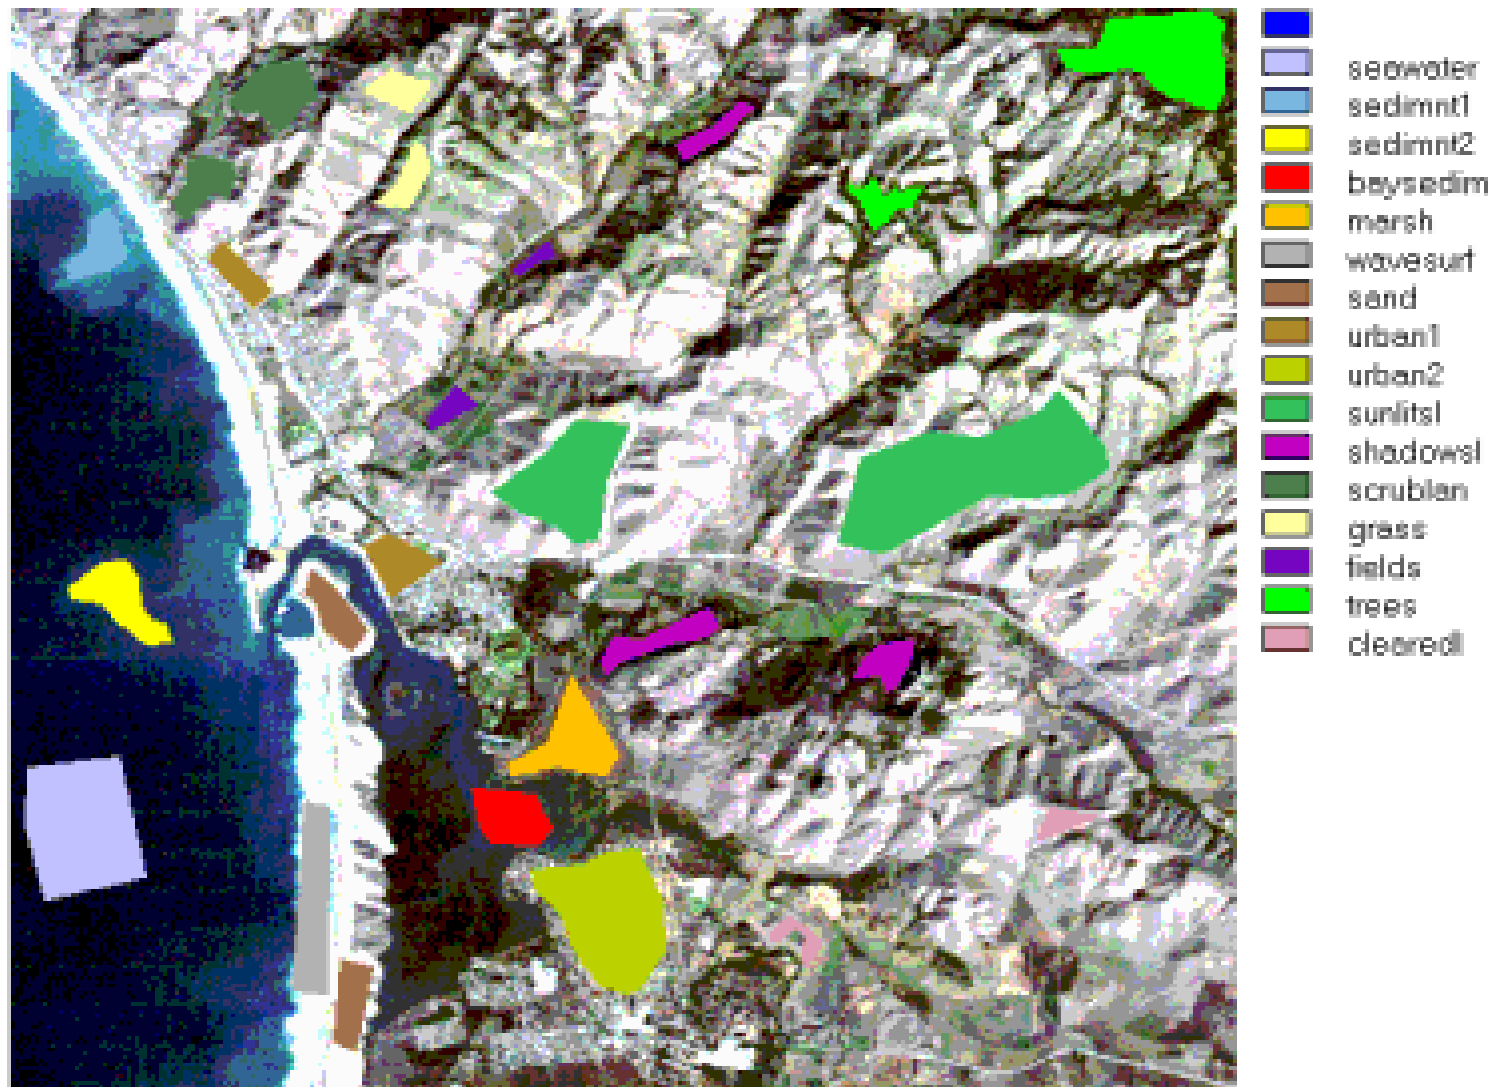 seawater
sedimnt1
sedimnt2
baysedim
marsh
wavesurf
sand
urban1
urban2
sunlitsl
shadowsl
scrublan
grass
fields
trees
clearedl